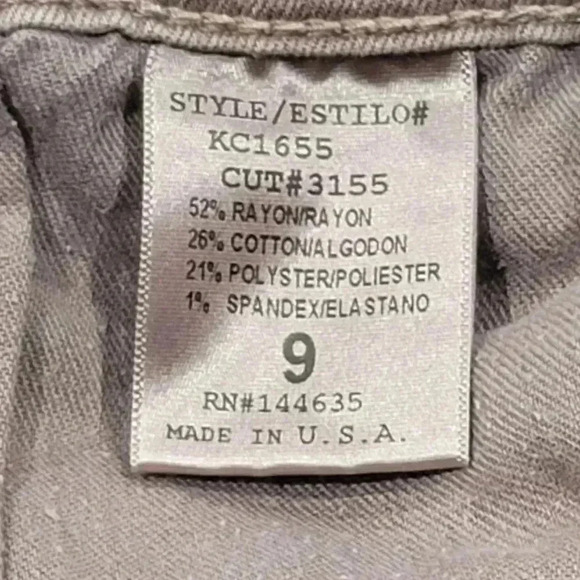 STYLE/ESTILO#
KC1655
CUT#3155
52% RAYON/RAYON
26% COTTON/ALGODON
21% POLYSTER/POLIESTER
1% SPANDEX/ELASTANO
9
RN#144635
MADE IN U.S.A.